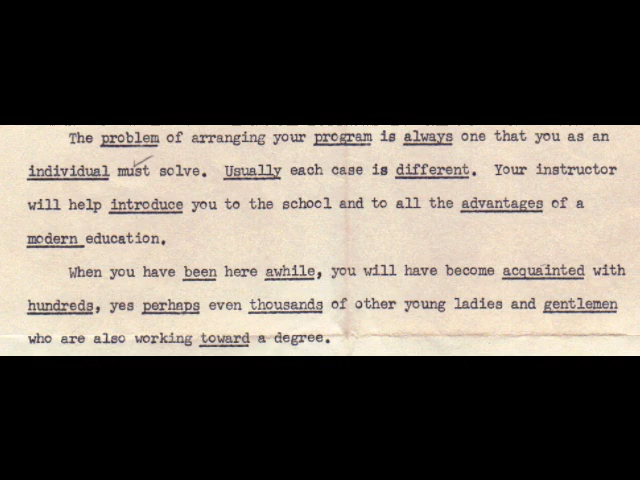 The problem of arranging your program is always one that you as an
individual must solve. Usually each case is different. Your instructor
will help introduce you to the school and to all the advantages of a
modern education.
When you have been here awhile, you will have become acquainted with
hundreds, yes perhaps even thousands of other young ladies and gentlemen
who are also working toward a degree.